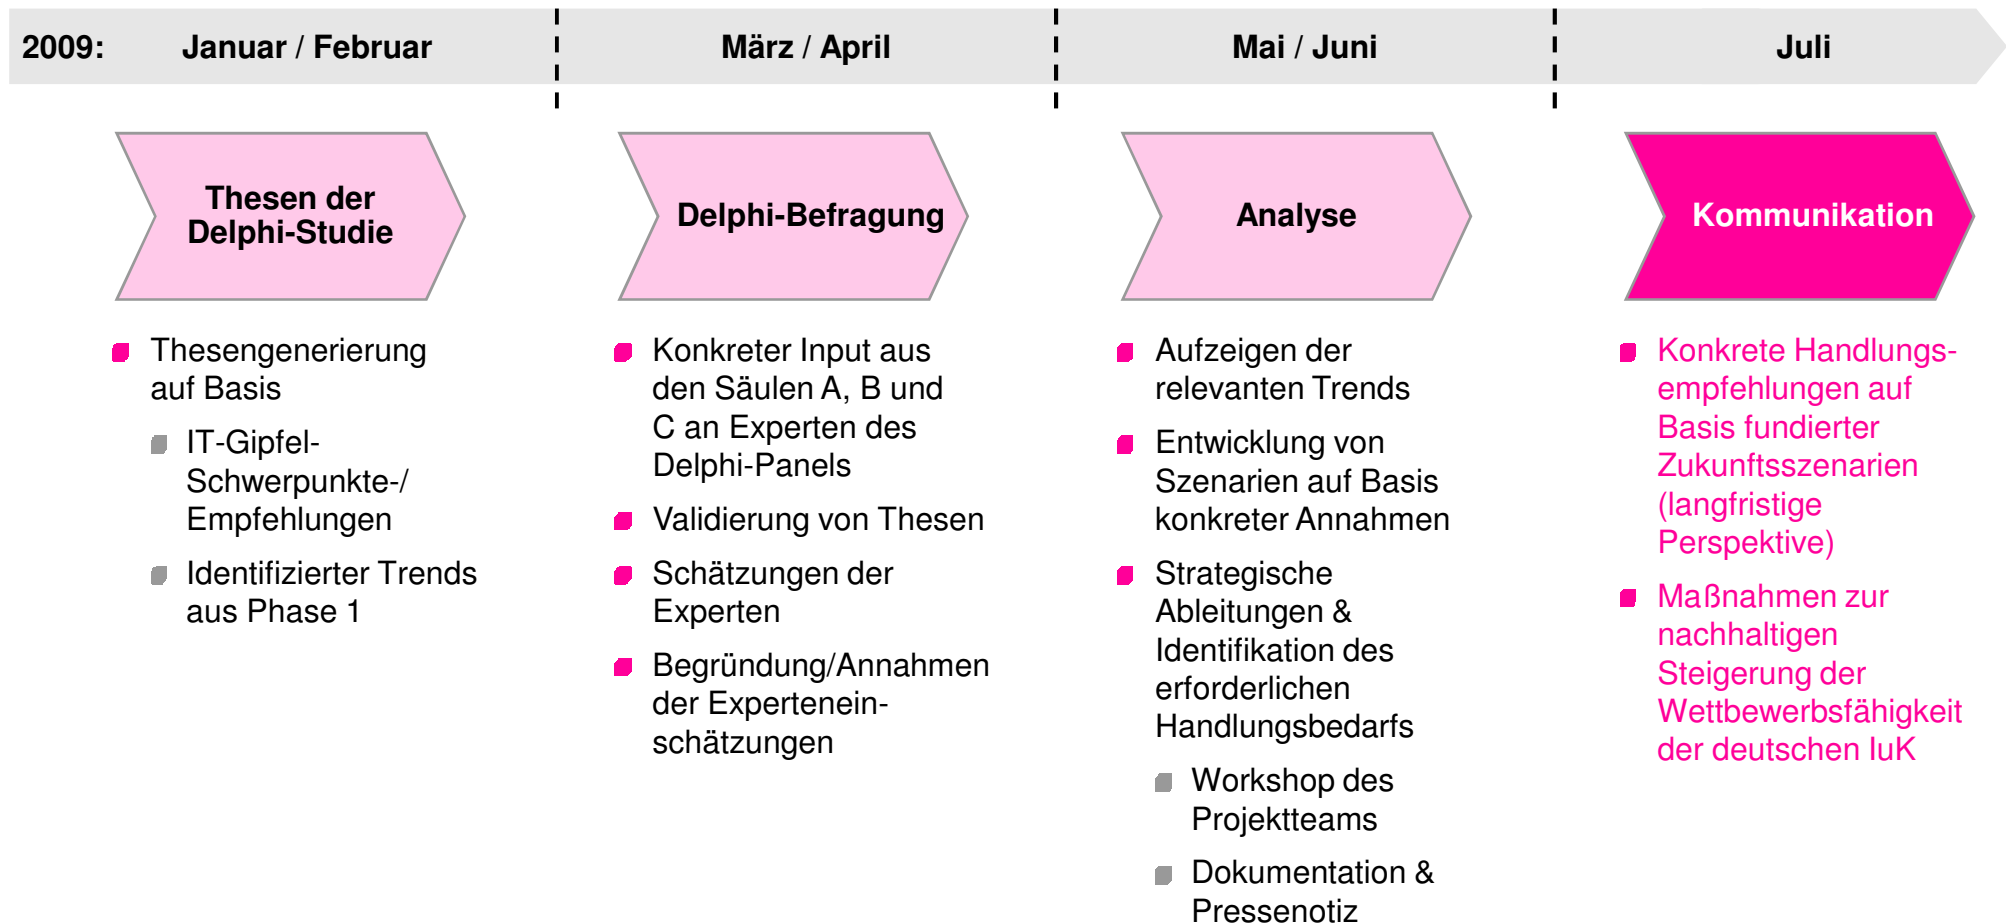 2009: Januar / Februar
März / April
Mai / Juni
Juli
Thesen der
Delphi-Studie
Delphi-Befragung
Analyse
Kommunikation
Thesengenerierung
auf Basis
IT-Gipfel-
Schwerpunkte-/
Empfehlungen
Identifizierter Trends
aus Phase 1
Konkreter Input aus
den Säulen A, B und
C an Experten des
Delphi-Panels
Validierung von Thesen
Schätzungen der
Experten
Begründung/Annahmen
der Expertenein-
schätzungen
Aufzeigen der
relevanten Trends
Entwicklung von
Szenarien auf Basis
konkreter Annahmen
Strategische
Ableitungen &
Identifikation des
erforderlichen
Handlungsbedarfs
Workshop des
Projektteams
Dokumentation &
Pressenotiz
Konkrete Handlungs-
empfehlungen auf
Basis fundierter
Zukunftsszenarien
(langfristige
Perspektive)
Maßnahmen zur
nachhaltigen
Steigerung der
Wettbewerbsfähigkeit
der deutschen IuK